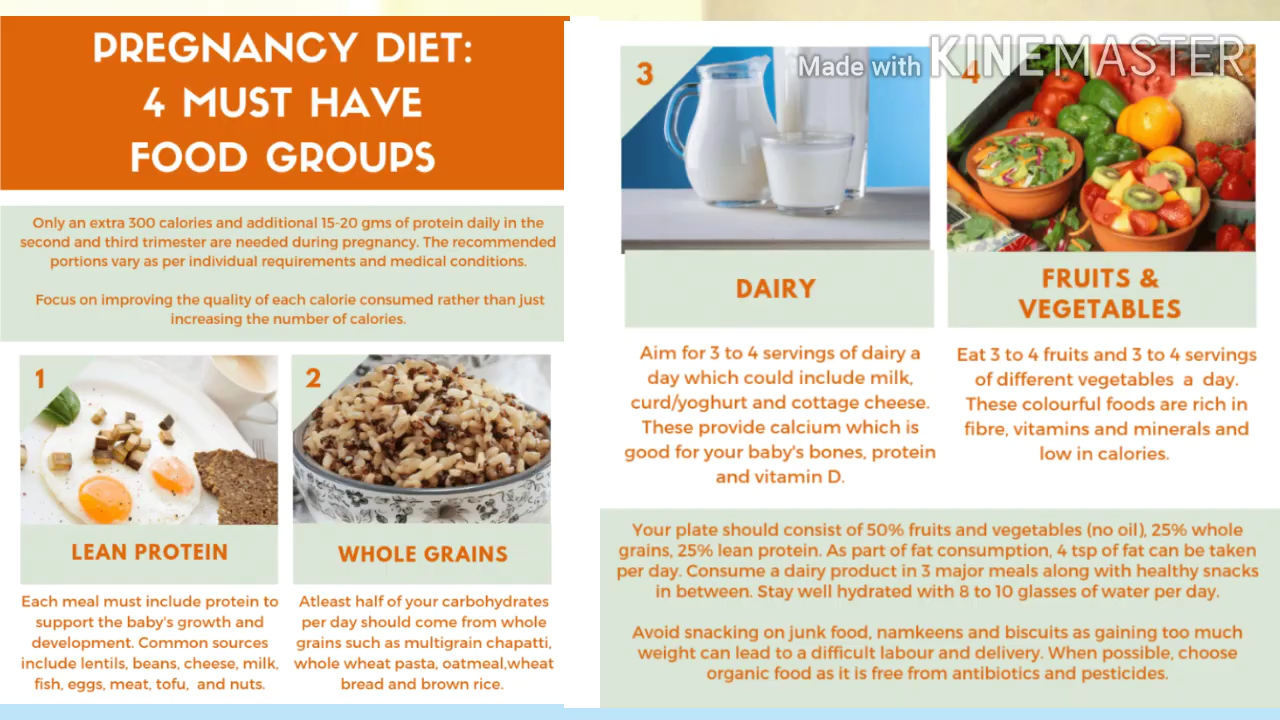 PREGNANCY DIET:
4 MUST HAVE
FOOD GROUPS
Only an extra 300 calories and additional 15-20 gms of protein daily in the
second and third trimester are needed during pregnancy. The recommended
portions vary as per individual requirements and medical conditions.
Focus on improving the quality of each calorie consumed rather than just
increasing the number of calories.
1
LEAN PROTEIN
Each meal must include protein to
support the baby's growth and
development. Common sources
include lentils, beans, cheese, milk,
fish, eggs, meat, tofu, and nuts.
2
WHOLE GRAINS
Atleast half of your carbohydrates
per day should come from whole
grains such as multigrain chapatti,
whole wheat pasta, oatmeal,wheat
bread and brown rice.
Made with KINEMASTER
3
DAIRY
Aim for 3 to 4 servings of dairy a
day which could include milk,
curd/yoghurt and cottage cheese.
These provide calcium which is
good for your baby's bones, protein
and vitamin D.
4
FRUITS &
VEGETABLES
Eat 3 to 4 fruits and 3 to 4 servings
of different vegetables a day.
These colourful foods are rich in
fibre, vitamins and minerals and
low in calories.
Your plate should consist of 50% fruits and vegetables (no oil), 25% whole
grains, 25% lean protein. As part of fat consumption, 4 tsp of fat can be taken
per day. Consume a dairy product in 3 major meals along with healthy snacks
in between. Stay well hydrated with 8 to 10 glasses of water per day.
Avoid snacking on junk food, namkeens and biscuits as gaining too much
weight can lead to a difficult labour and delivery. When possible, choose
organic food as it is free from antibiotics and pesticides.